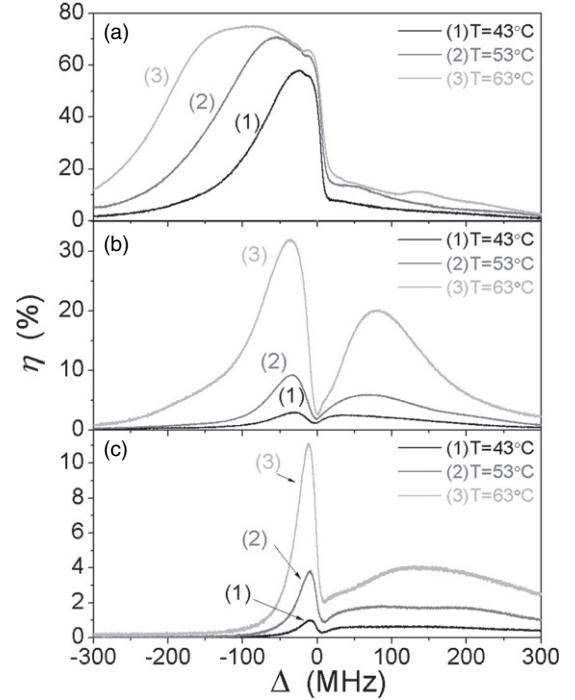 80
(a)
(1)T=43°C
(2)T=53°C
(3)T=63°C
60
(3)
(2)
40
(1)
20
0
(b)
(1)T=43°C
(2)T=53°C
(3)T=63°C
30
(3)
20
10
(2)
(1)
0
η (%)
(c)
(1)T=43°C
(2)T=53°C
(3)T=63°C
10
(3)
8
6
(2)
4
(1)
2
0
-300 -200 -100 0 100 200 300
Δ (MHz)